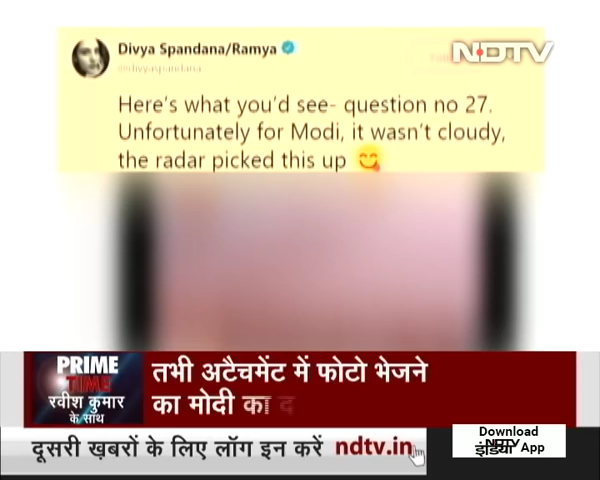 Divya Spandana/Ramya
@divyaspandana
NDTV
Here's what you'd see- question no 27.
Unfortunately for Modi, it wasn't cloudy,
the radar picked this up
PRIME
TIME
रवीश कुमार
के साथ
तभी अटैचमेंट में फोटो भेजने
का मोदी का
दूसरी ख़बरों के लिए लॉग इन करें ndtv.in
Download
NDTV
इंडिया App